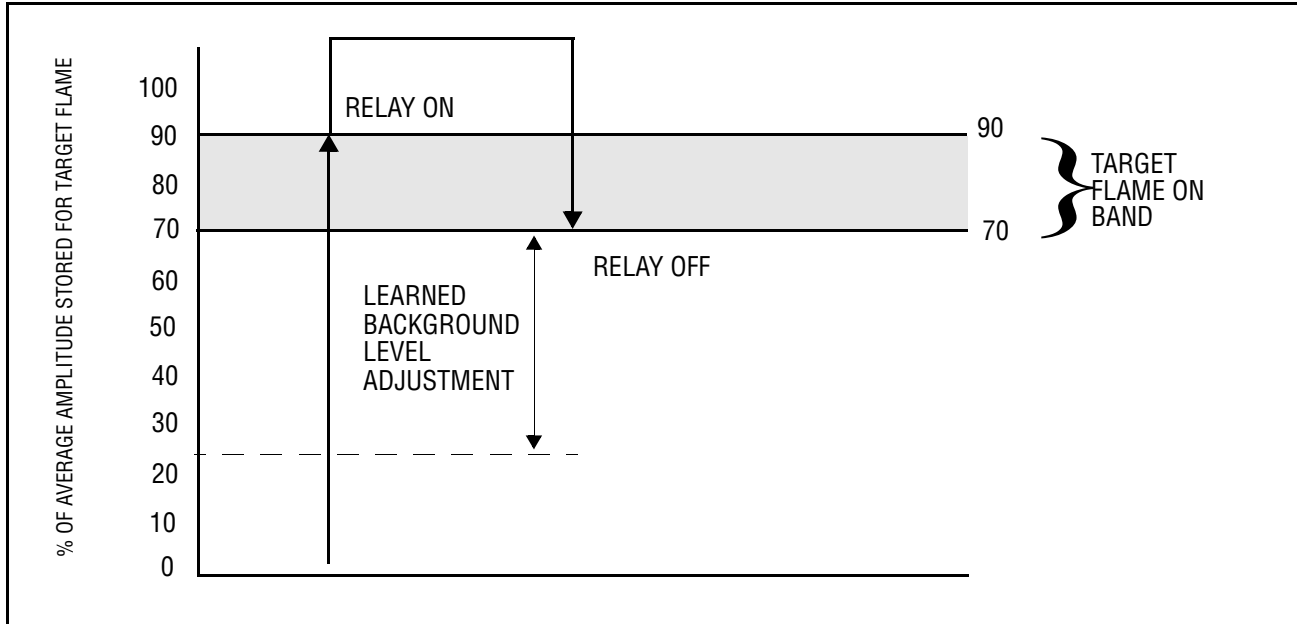 % OF AVERAGE AMPLITUDE STORED FOR TARGET FLAME
100
90
80
70
60
50
40
30
20
10
0
RELAY ON
RELAY OFF
LEARNED
BACKGROUND
LEVEL
ADJUSTMENT
90
70
TARGET
FLAME ON
BAND